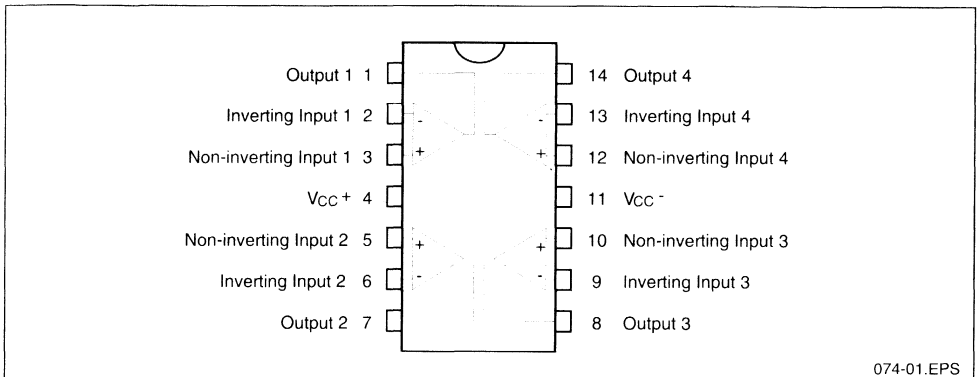 Output 1 1 14 Output 4
Inverting Input 1 2 - - 13 Inverting Input 4
Non-inverting Input 1 3 + + 12 Non-inverting Input 4
VCC + 4 11 VCC -
Non-inverting Input 2 5 + + 10 Non-inverting Input 3
Inverting Input 2 6 - - 9 Inverting Input 3
Output 2 7 8 Output 3
074-01.EPS